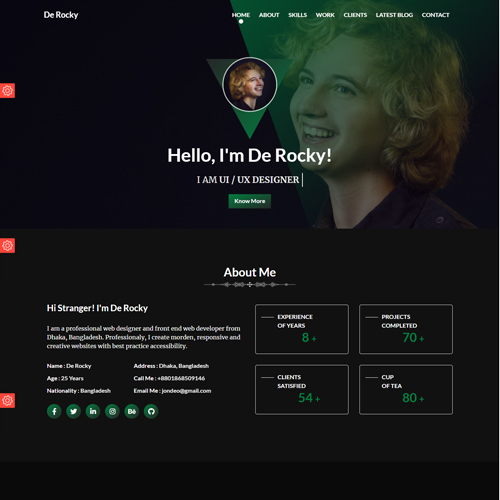 De Rocky
HOME ABOUT SKILLS WORK CLIENTS LATEST BLOG CONTACT
Hello, I'm De Rocky!
I AM UI / UX DESIGNER
Know More
About Me
Hi Stranger! I'm De Rocky
I am a professional web designer and front end web developer from
Dhaka, Bangladesh. Professionaly, I create morden, responsive and
creative websites with best practice accessibility.
Name : De Rocky
Address : Dhaka, Bangladesh
Age : 25 Years
Call Me : +8801868509146
Nationality : Bangladesh
Email Me : jondeo@gmail.com
EXPERIENCE
OF YEARS
8 +
PROJECTS
COMPLETED
70 +
CLIENTS
SATISFIED
54 +
CUP
OF TEA
80 +